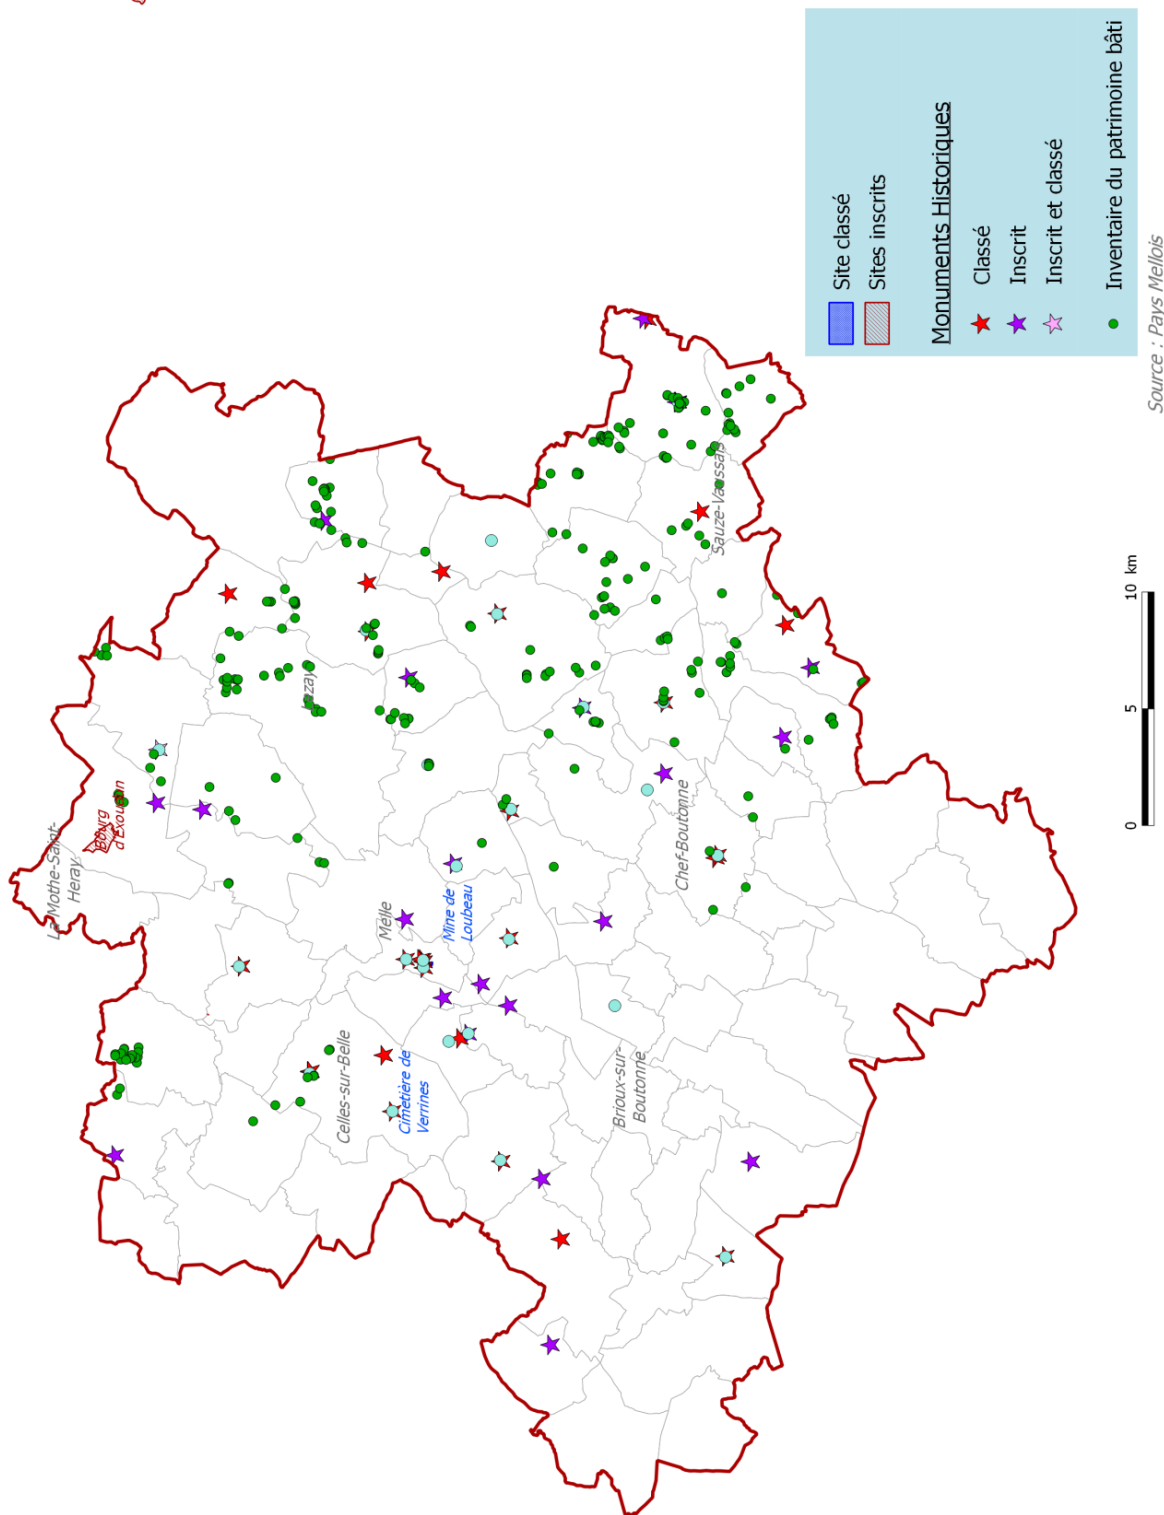 La Mothe-Saint-
Heray
Bourg
d'Exoudun
Lezay
Melle
Mine de
Loubeau
Celles-sur-Belle
Cimetière de
Verrines
Brioux-sur-
Boutonne
Chef-Boutonne
Sauzé-Vaussais
Site classé
Sites inscrits
Monuments Historiques
Classé
Inscrit
Inscrit et classé
Inventaire du patrimoine bâti
0 5 10 km
Source : Pays Mellois